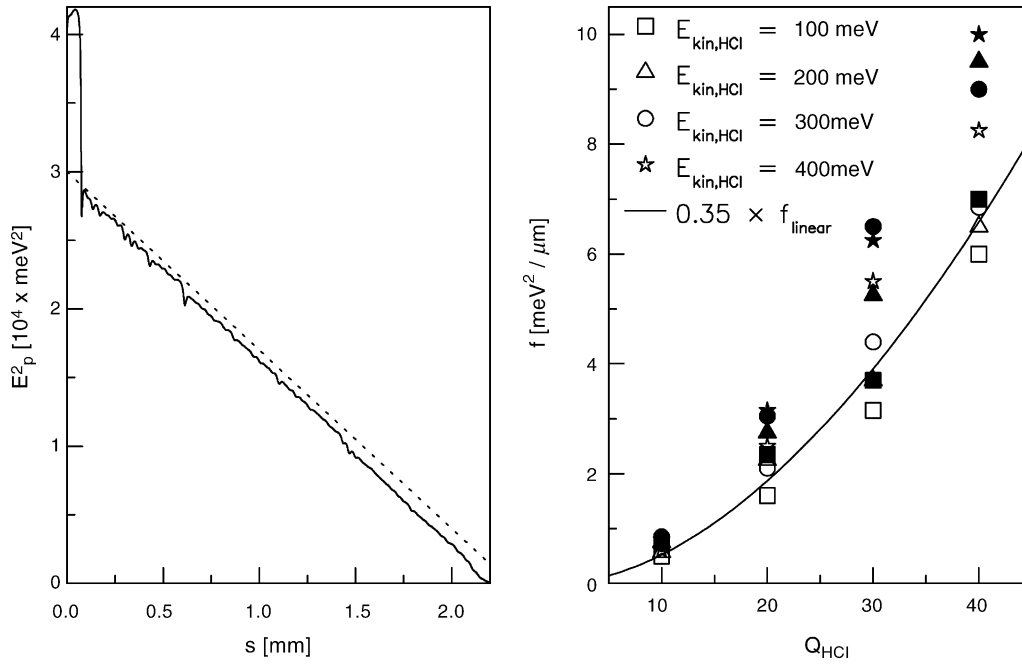 4
3
2
1
0
E²ₚ [10⁴ x meV²]
0.0 0.5 1.0 1.5 2.0
s [mm]
10
8
6
4
2
0
f [meV² / μm]
10 20 30 40
Q_HCI
E_kin,HCI = 100 meV
E_kin,HCI = 200 meV
E_kin,HCI = 300meV
E_kin,HCI = 400meV
0.35 × f_linear